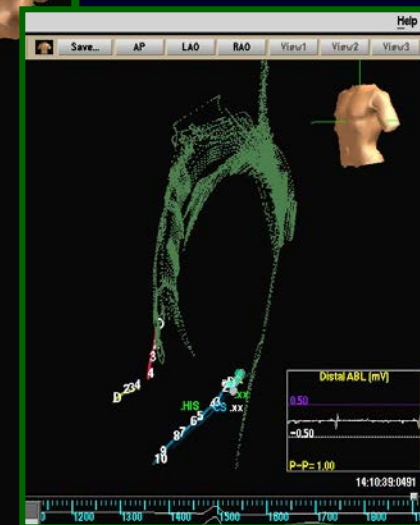 Help
Save... AP LAO RAO View1 View2 View3
D
3
4
D 2 3 4
.HIS
CS .xx
4
5
6
7
8
9
10
Distal ABL (mV)
0.50
-0.50
P-P= 1.00
14:10:39:0491
1200 1300 1400 1500 1600 1700 1800